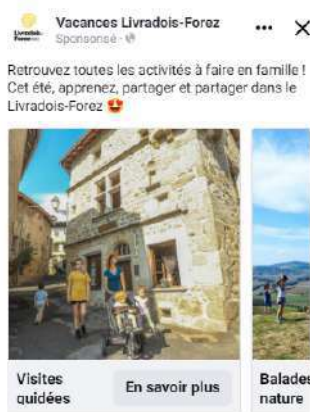 Vacances Livradois-Forez
Sponsorisé
Retrouvez toutes les activités à faire en famille !
Cet été, apprenez, partager et partager dans le
Livradois-Forez 🤩
Visites
guidées
En savoir plus
Balades
nature